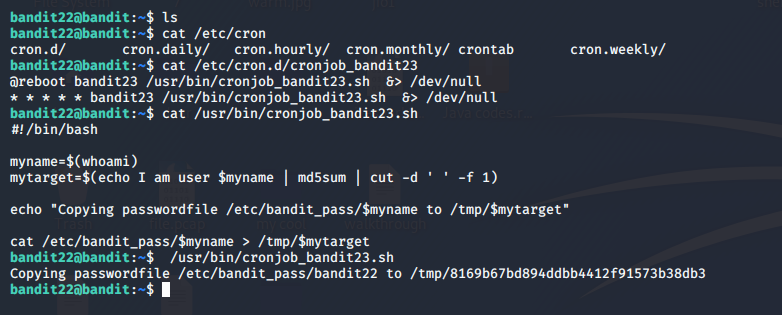 bandit22@bandit:~$ ls
bandit22@bandit:~$ cat /etc/cron
cron.d/       cron.daily/   cron.hourly/  cron.monthly/ crontab       cron.weekly/
bandit22@bandit:~$ cat /etc/cron.d/cronjob_bandit23
@reboot bandit23 /usr/bin/cronjob_bandit23.sh  &> /dev/null
* * * * * bandit23 /usr/bin/cronjob_bandit23.sh  &> /dev/null
bandit22@bandit:~$ cat /usr/bin/cronjob_bandit23.sh
#!/bin/bash

myname=$(whoami)
mytarget=$(echo I am user $myname | md5sum | cut -d ' ' -f 1)

echo "Copying passwordfile /etc/bandit_pass/$myname to /tmp/$mytarget"

cat /etc/bandit_pass/$myname > /tmp/$mytarget
bandit22@bandit:~$  /usr/bin/cronjob_bandit23.sh
Copying passwordfile /etc/bandit_pass/bandit22 to /tmp/8169b67bd894ddbb4412f91573b38db3
bandit22@bandit:~$